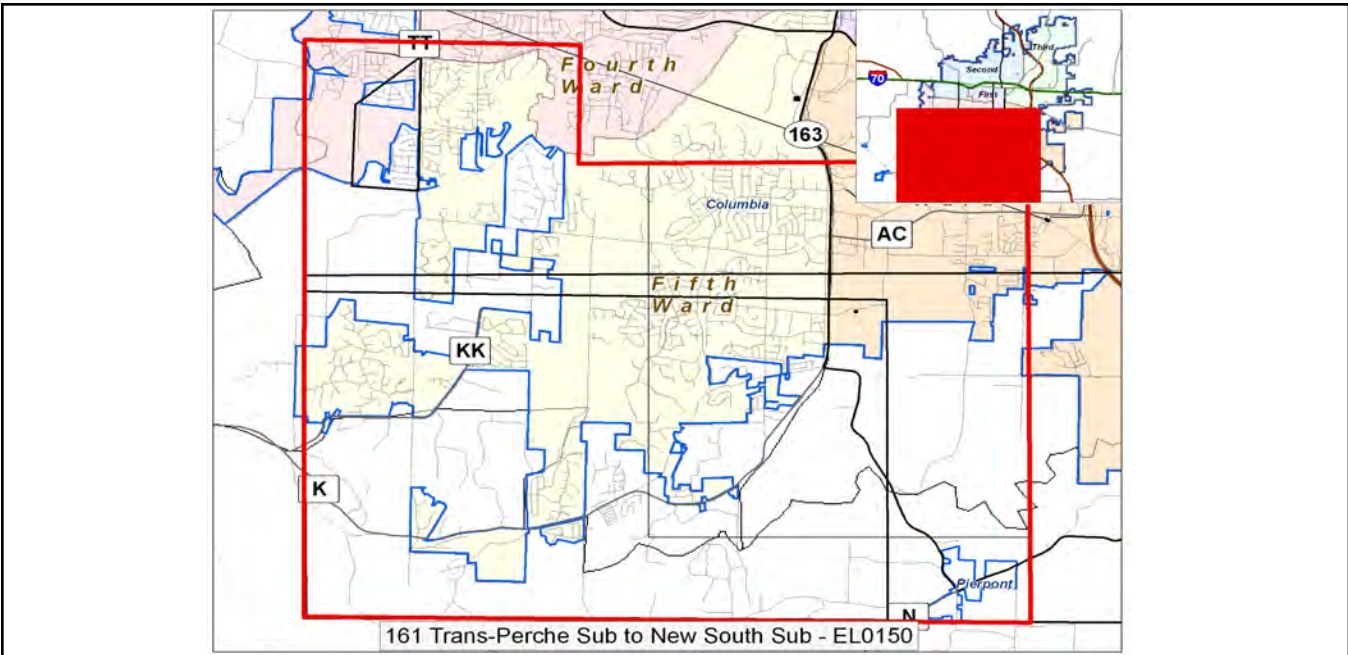 TT
Fourth
Ward
163
Third
Second
70
First
Columbia
AC
Fifth
Ward
KK
K
Pierpont
N
161 Trans-Perche Sub to New South Sub - EL0150